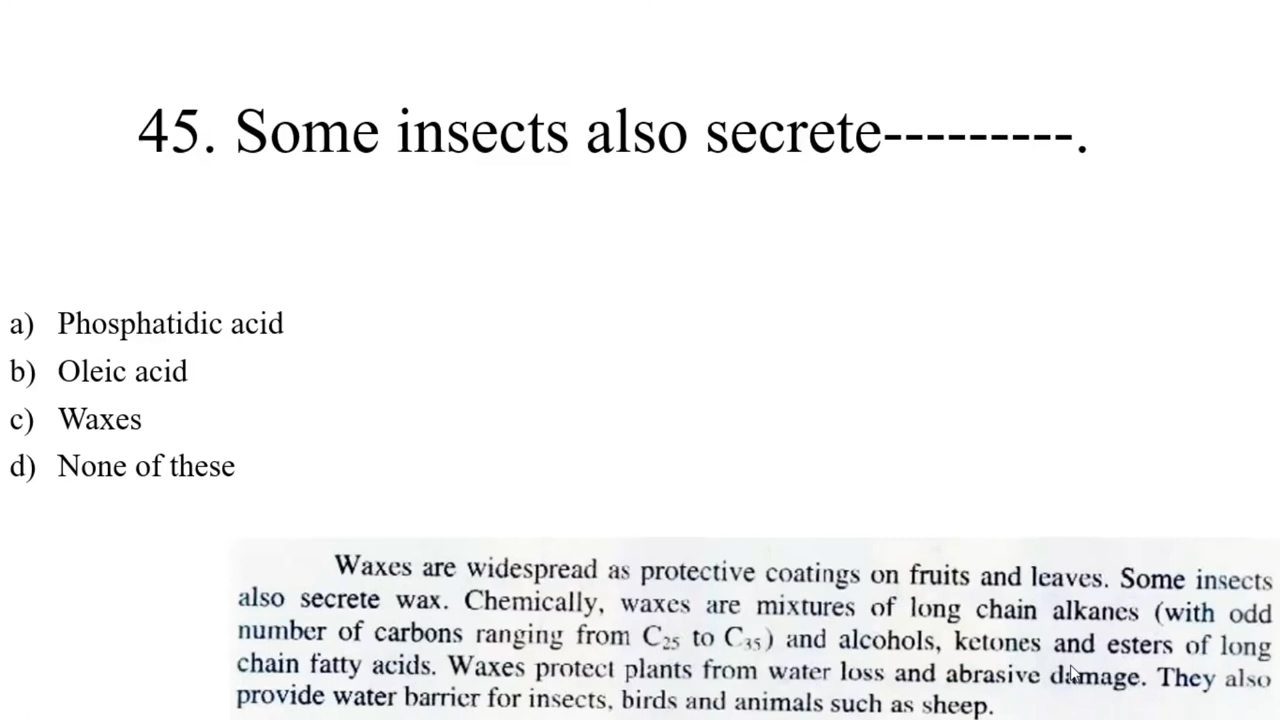 45. Some insects also secrete---------.
a) Phosphatidic acid
b) Oleic acid
c) Waxes
d) None of these
Waxes are widespread as protective coatings on fruits and leaves. Some insects
also secrete wax. Chemically, waxes are mixtures of long chain alkanes (with odd
number of carbons ranging from C₂₅ to C₃₅) and alcohols, ketones and esters of long
chain fatty acids. Waxes protect plants from water loss and abrasive damage. They also
provide water barrier for insects, birds and animals such as sheep.